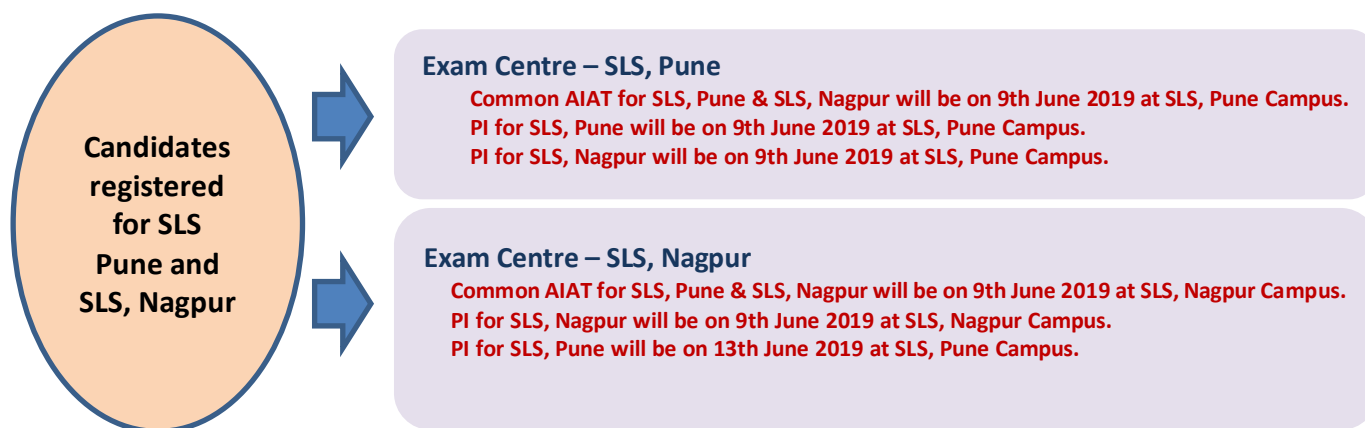 Candidates
registered
for SLS
Pune and
SLS, Nagpur
Exam Centre – SLS, Pune
Common AIAT for SLS, Pune & SLS, Nagpur will be on 9th June 2019 at SLS, Pune Campus.
PI for SLS, Pune will be on 9th June 2019 at SLS, Pune Campus.
PI for SLS, Nagpur will be on 9th June 2019 at SLS, Pune Campus.
Exam Centre – SLS, Nagpur
Common AIAT for SLS, Pune & SLS, Nagpur will be on 9th June 2019 at SLS, Nagpur Campus.
PI for SLS, Nagpur will be on 9th June 2019 at SLS, Nagpur Campus.
PI for SLS, Pune will be on 13th June 2019 at SLS, Pune Campus.